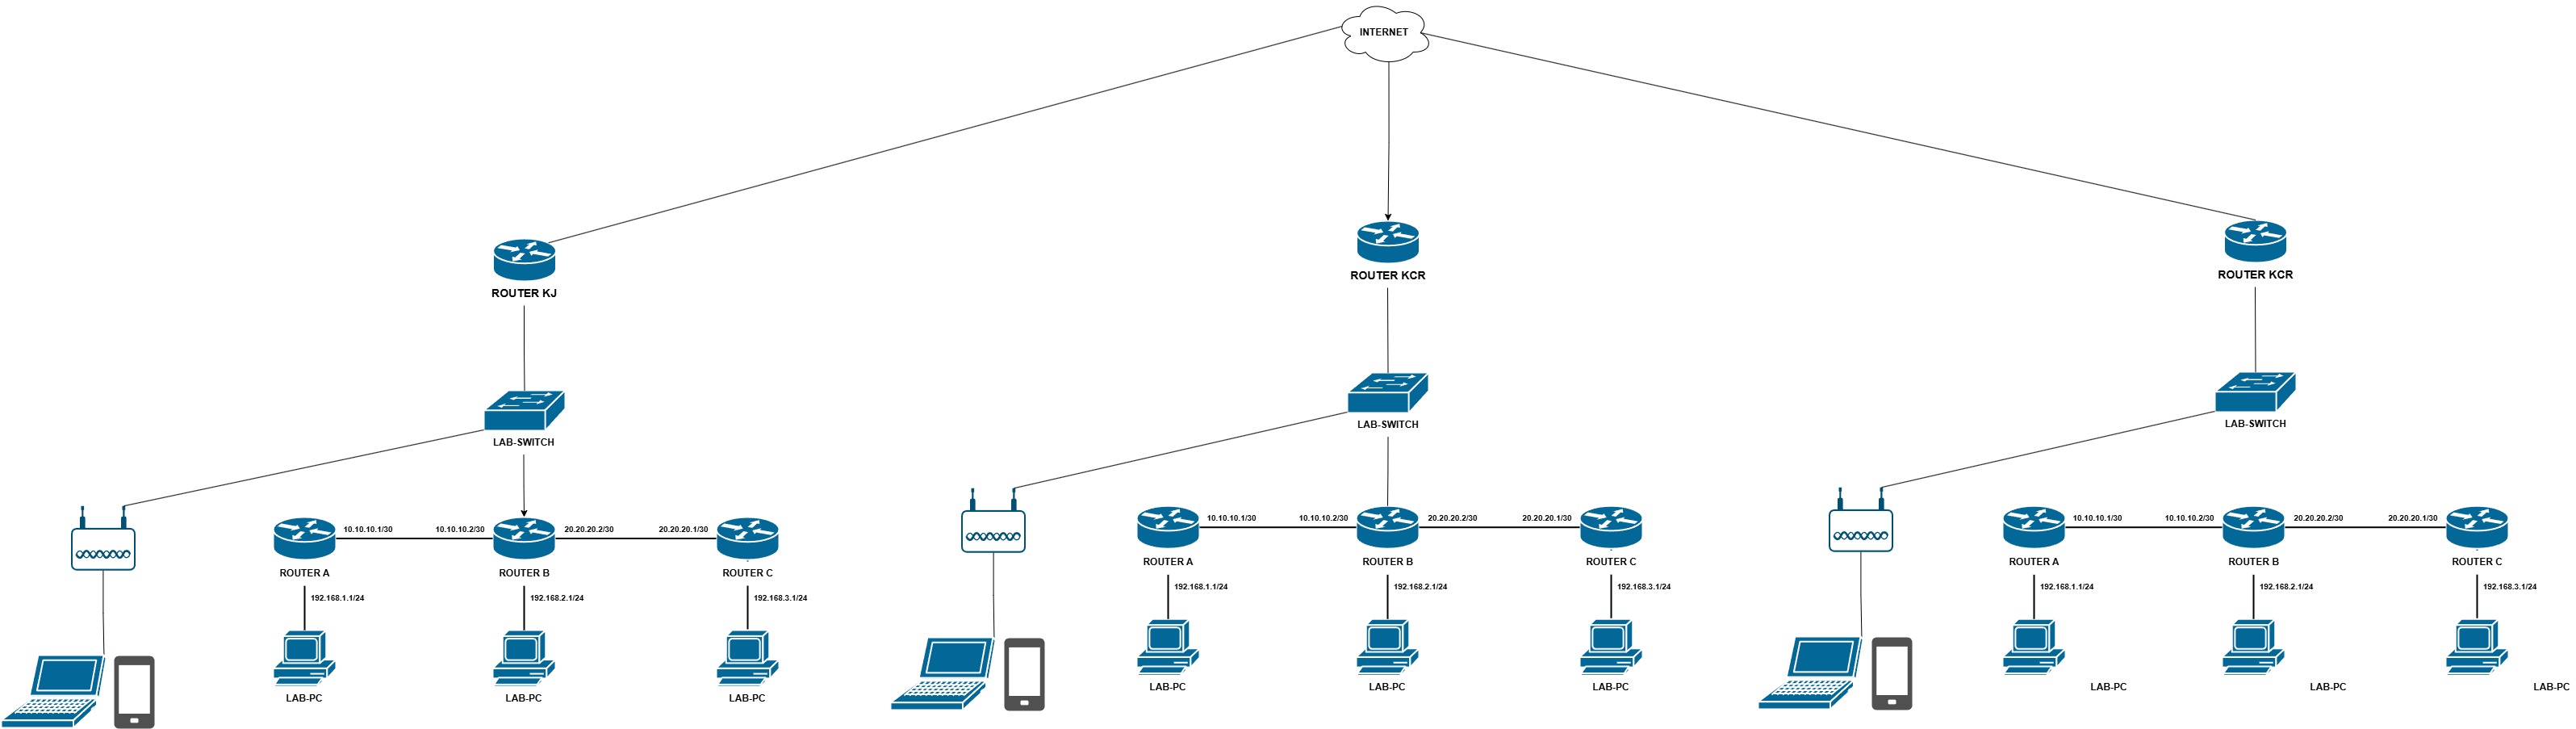 INTERNET
ROUTER KJ
ROUTER KCR
ROUTER KCR
LAB-SWITCH
LAB-SWITCH
LAB-SWITCH
10.10.10.1/30
10.10.10.2/30
20.20.20.2/30
20.20.20.1/30
ROUTER A
ROUTER B
ROUTER C
192.168.1.1/24
192.168.2.1/24
192.168.3.1/24
LAB-PC
LAB-PC
LAB-PC
10.10.10.1/30
10.10.10.2/30
20.20.20.2/30
20.20.20.1/30
ROUTER A
ROUTER B
ROUTER C
192.168.1.1/24
192.168.2.1/24
192.168.3.1/24
LAB-PC
LAB-PC
LAB-PC
10.10.10.1/30
10.10.10.2/30
20.20.20.2/30
20.20.20.1/30
ROUTER A
ROUTER B
ROUTER C
192.168.1.1/24
192.168.2.1/24
192.168.3.1/24
LAB-PC
LAB-PC
LAB-PC